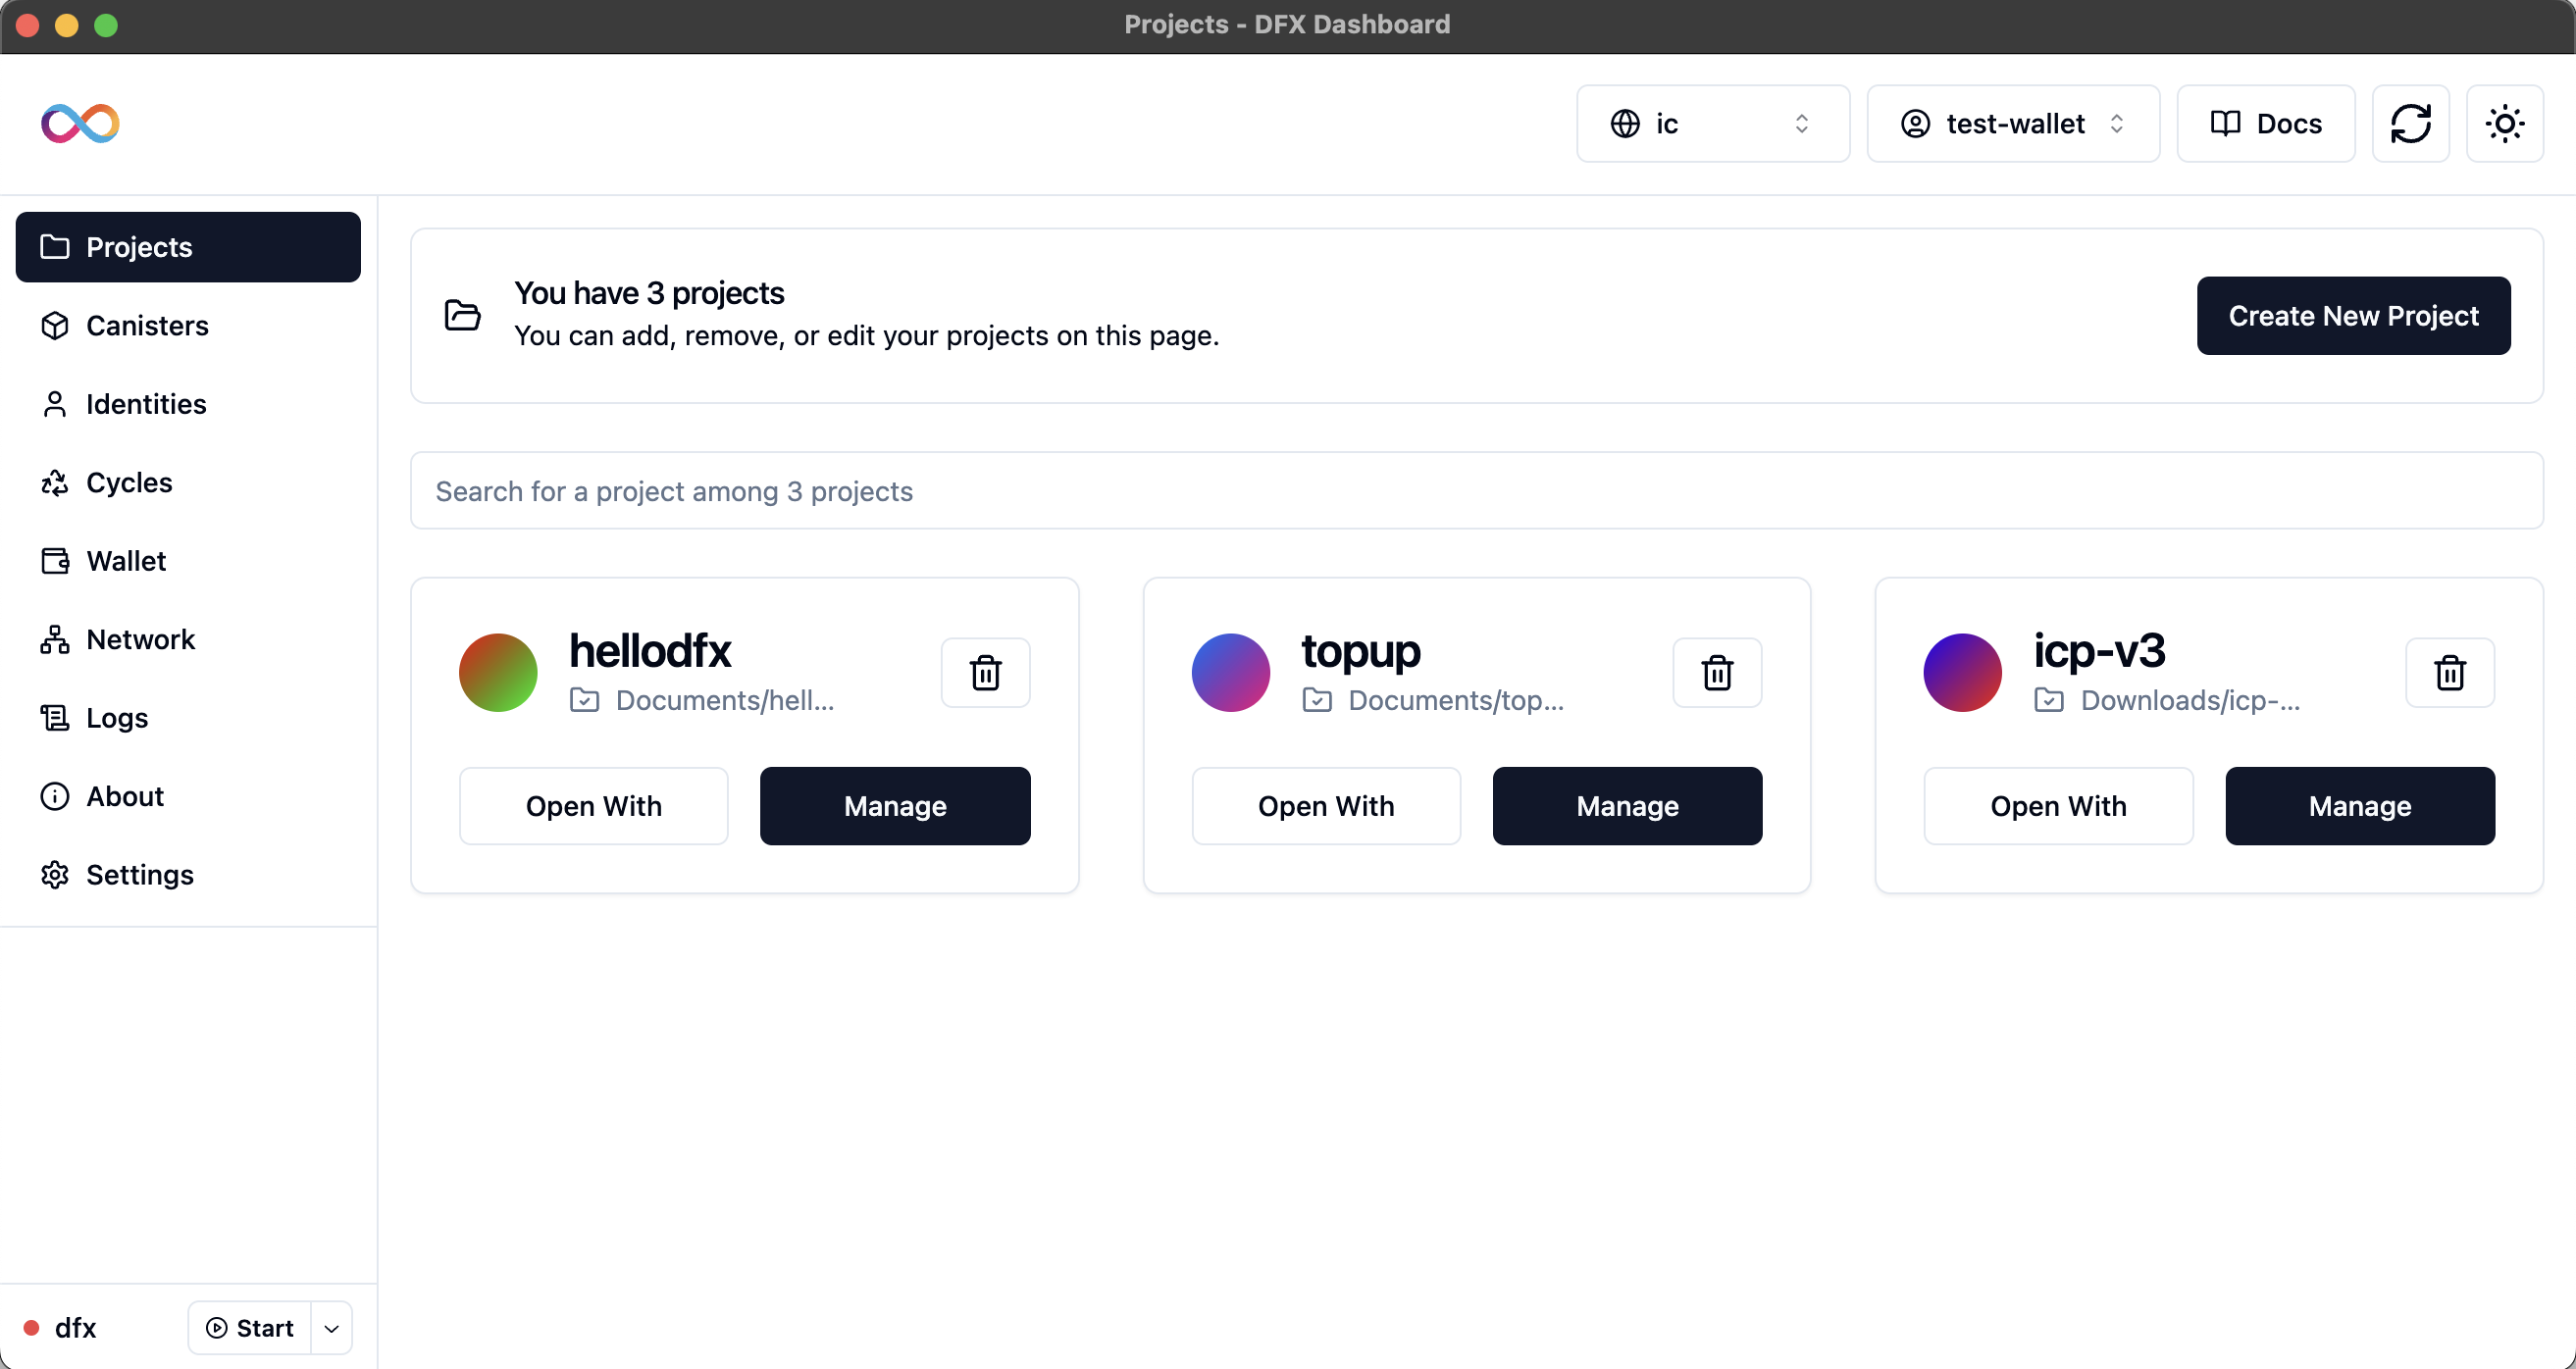 Projects - DFX Dashboard
ic
test-wallet
Docs
Projects
Canisters
Identities
Cycles
Wallet
Network
Logs
About
Settings
dfx
Start
You have 3 projects
You can add, remove, or edit your projects on this page.
Create New Project
Search for a project among 3 projects
hellodfx
Documents/hell...
Open With
Manage
topup
Documents/top...
Open With
Manage
icp-v3
Downloads/icp-...
Open With
Manage